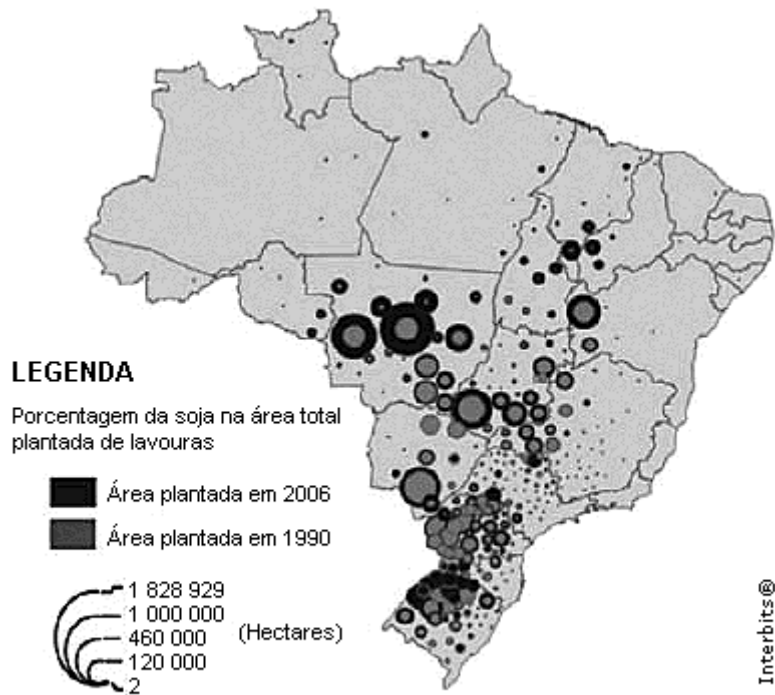 LEGENDA
Porcentagem da soja na área total
plantada de lavouras
Área plantada em 2006
Área plantada em 1990
1 828 929
1 000 000
460 000
120 000
2
(Hectares)
Interbits®